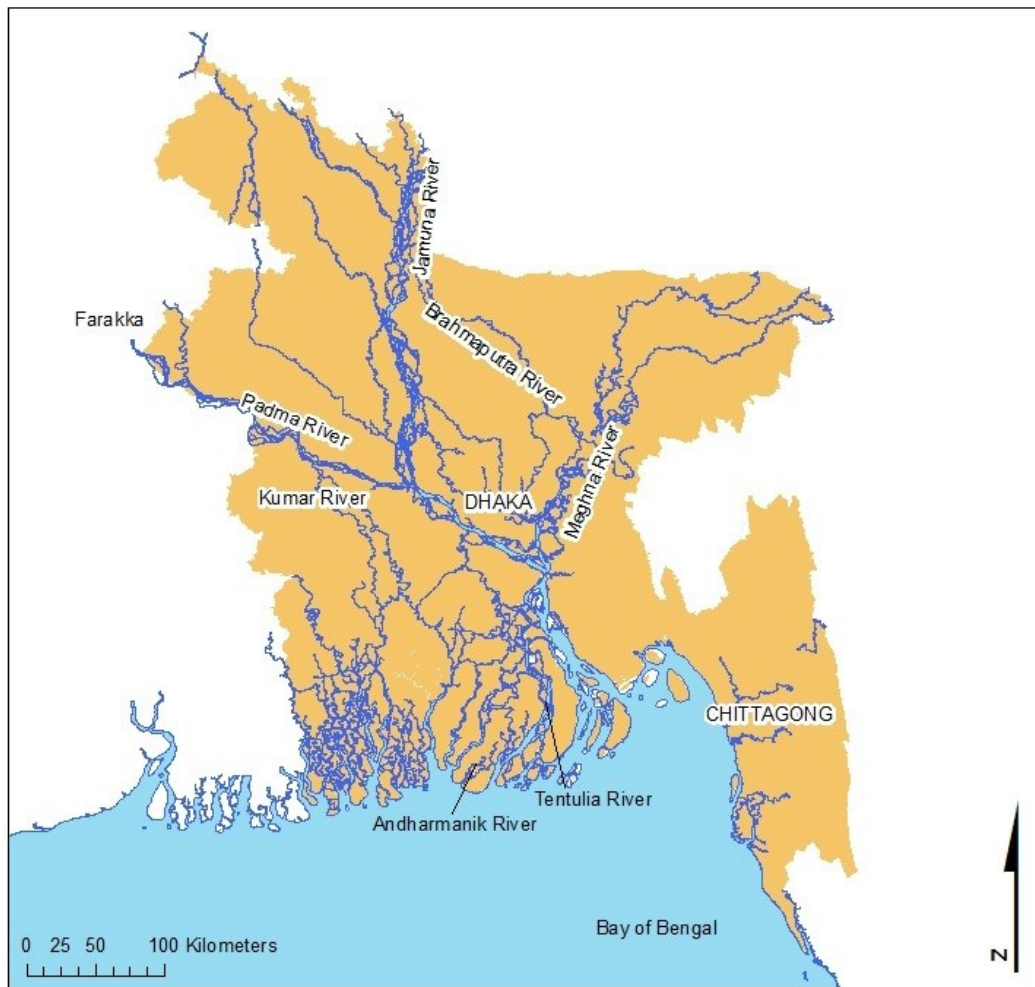 Jamuna River
Farakka
Brahmaputra River
Padma River
Kumar River
DHAKA
Meghna River
CHITTAGONG
Tentulia River
Andharmanik River
Bay of Bengal
0 25 50 100 Kilometers
N